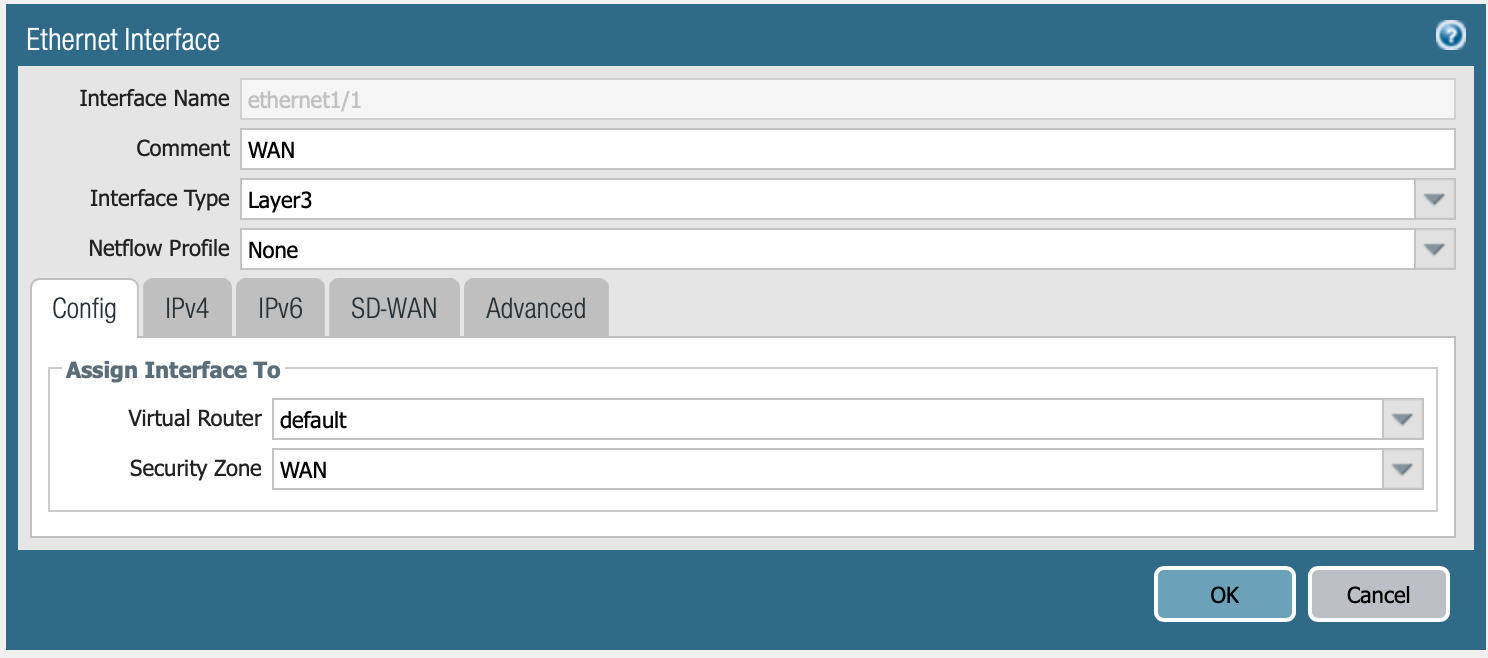 Ethernet Interface
?
Interface Name ethernet1/1
Comment WAN
Interface Type Layer3
Netflow Profile None
Config IPv4 IPv6 SD-WAN Advanced
Assign Interface To
Virtual Router default
Security Zone WAN
OK Cancel